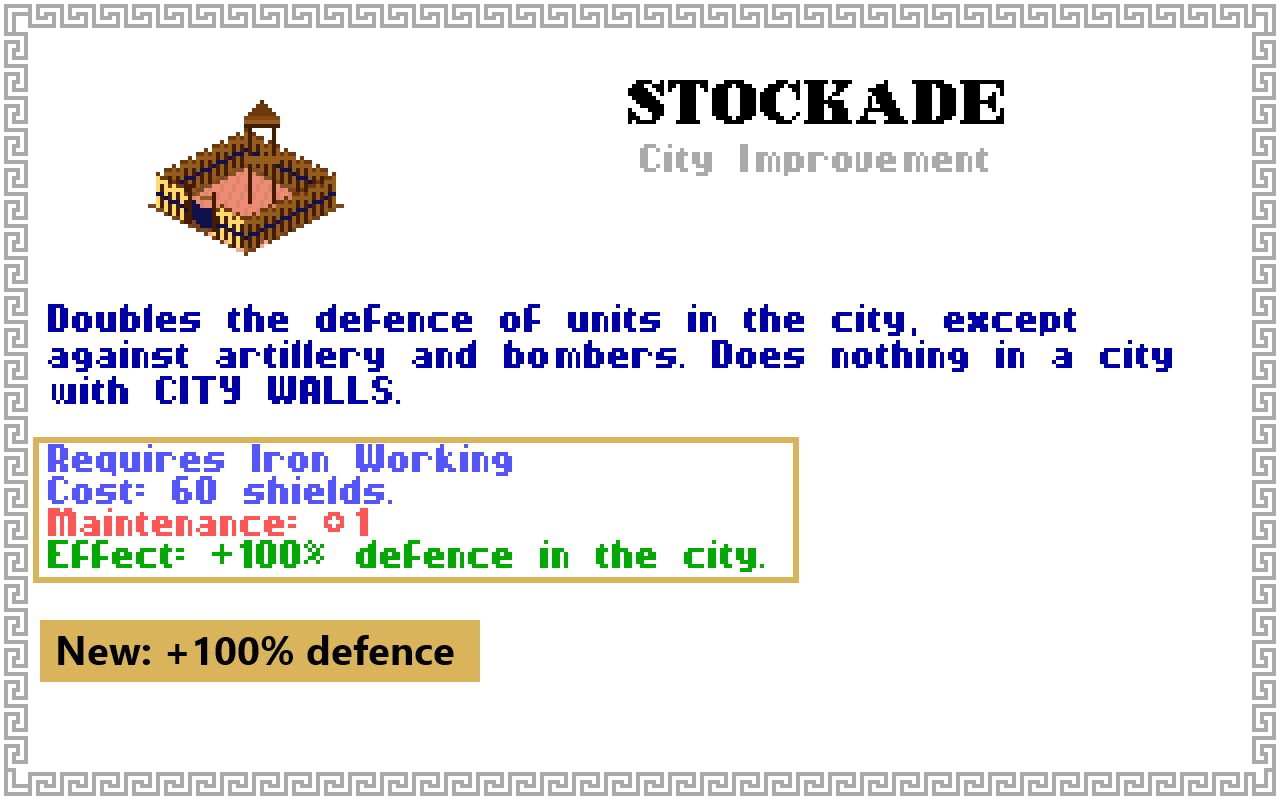 STOCKADE
City Improvement
Doubles the defence of units in the city, except
against artillery and bombers. Does nothing in a city
with CITY WALLS.
Requires Iron Working
Cost: 60 shields.
Maintenance: ¤1
Effect: +100% defence in the city.
New: +100% defence